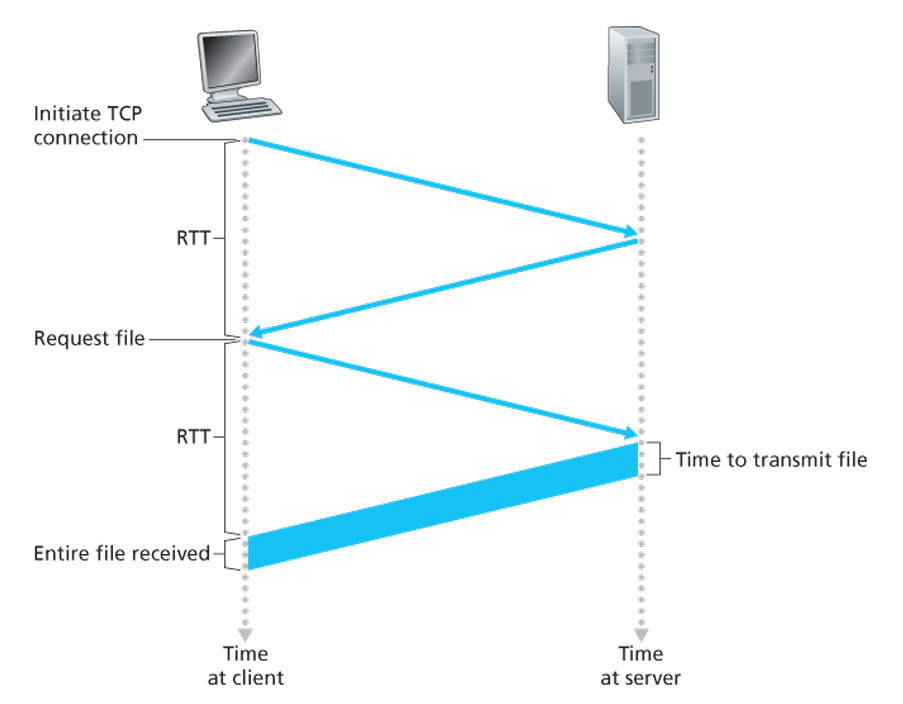 Initiate TCP
connection
RTT
Request file
RTT
Time to transmit file
Entire file received
Time
at client
Time
at server